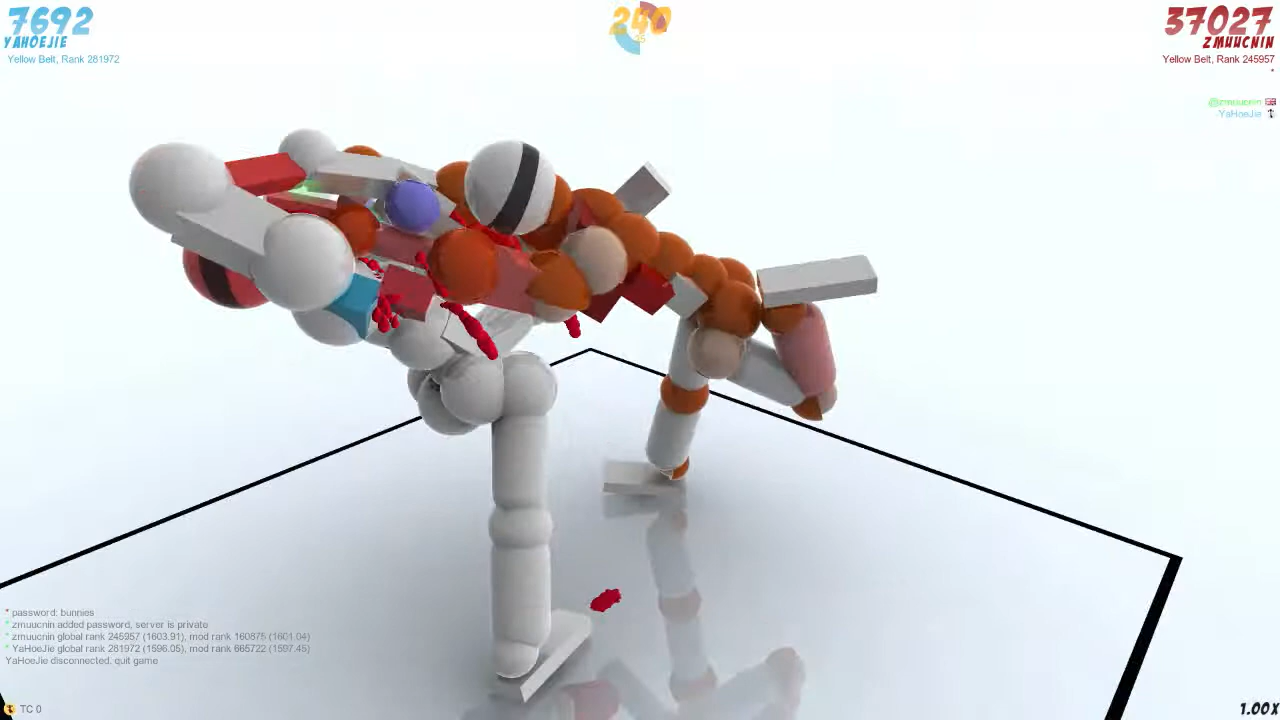 7692
YAHOEJIE
Yellow Belt, Rank 281972
240
37027
ZMUUCNIN
Yellow Belt, Rank 245957
@zmuucnin
YaHoeJie
* password: bunnies
* zmuucnin added password, server is private
* zmuucnin global rank 245957 (1603.91), mod rank 160875 (1601.04)
* YaHoeJie global rank 281972 (1596.05), mod rank 665722 (1597.45)
YaHoeJie disconnected, quit game
TC 0
1.00X